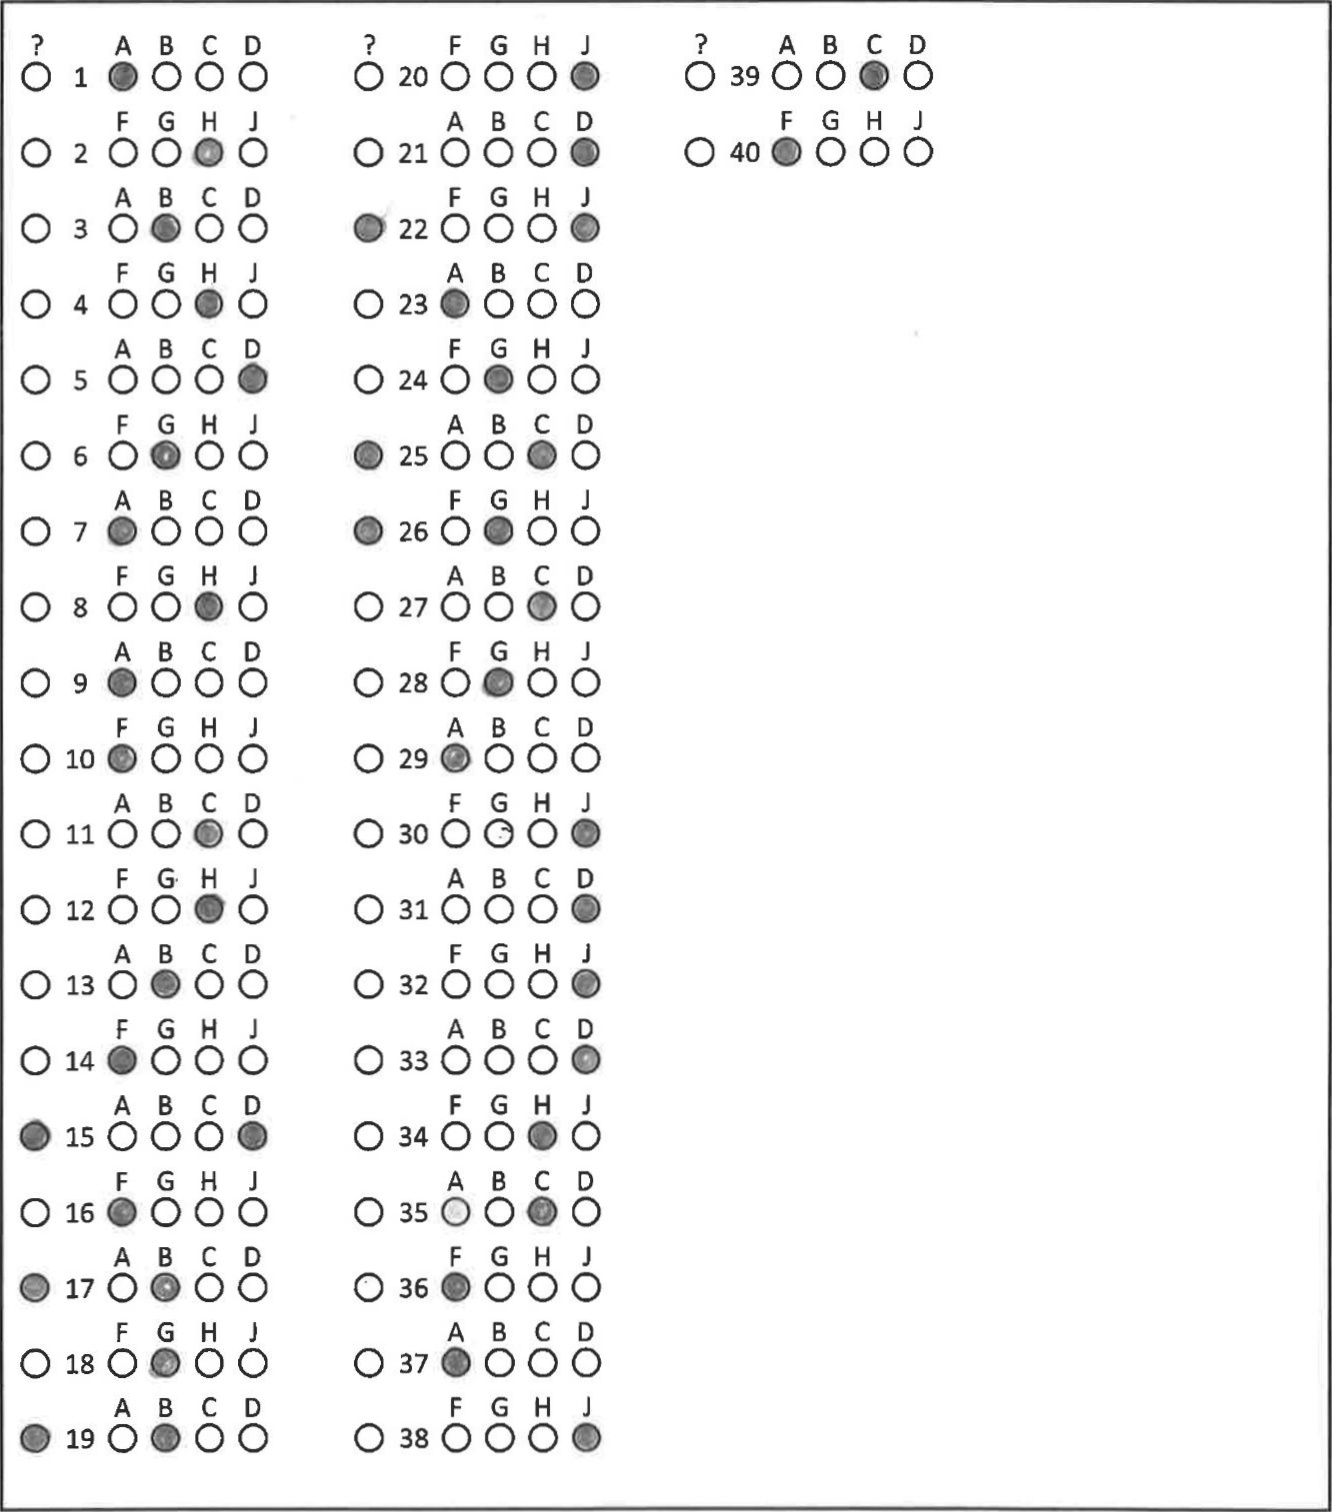 ? A B C D
1
F G H J
2
A B C D
3
F G H J
4
A B C D
5
F G H J
6
A B C D
7
F G H J
8
A B C D
9
F G H J
10
A B C D
11
F G H J
12
A B C D
13
F G H J
14
A B C D
15
F G H J
16
A B C D
17
F G H J
18
A B C D
19
? F G H J
20
A B C D
21
F G H J
22
A B C D
23
F G H J
24
A B C D
25
F G H J
26
A B C D
27
F G H J
28
A B C D
29
F G H J
30
A B C D
31
F G H J
32
A B C D
33
F G H J
34
A B C D
35
F G H J
36
A B C D
37
F G H J
38
? A B C D
39
F G H J
40